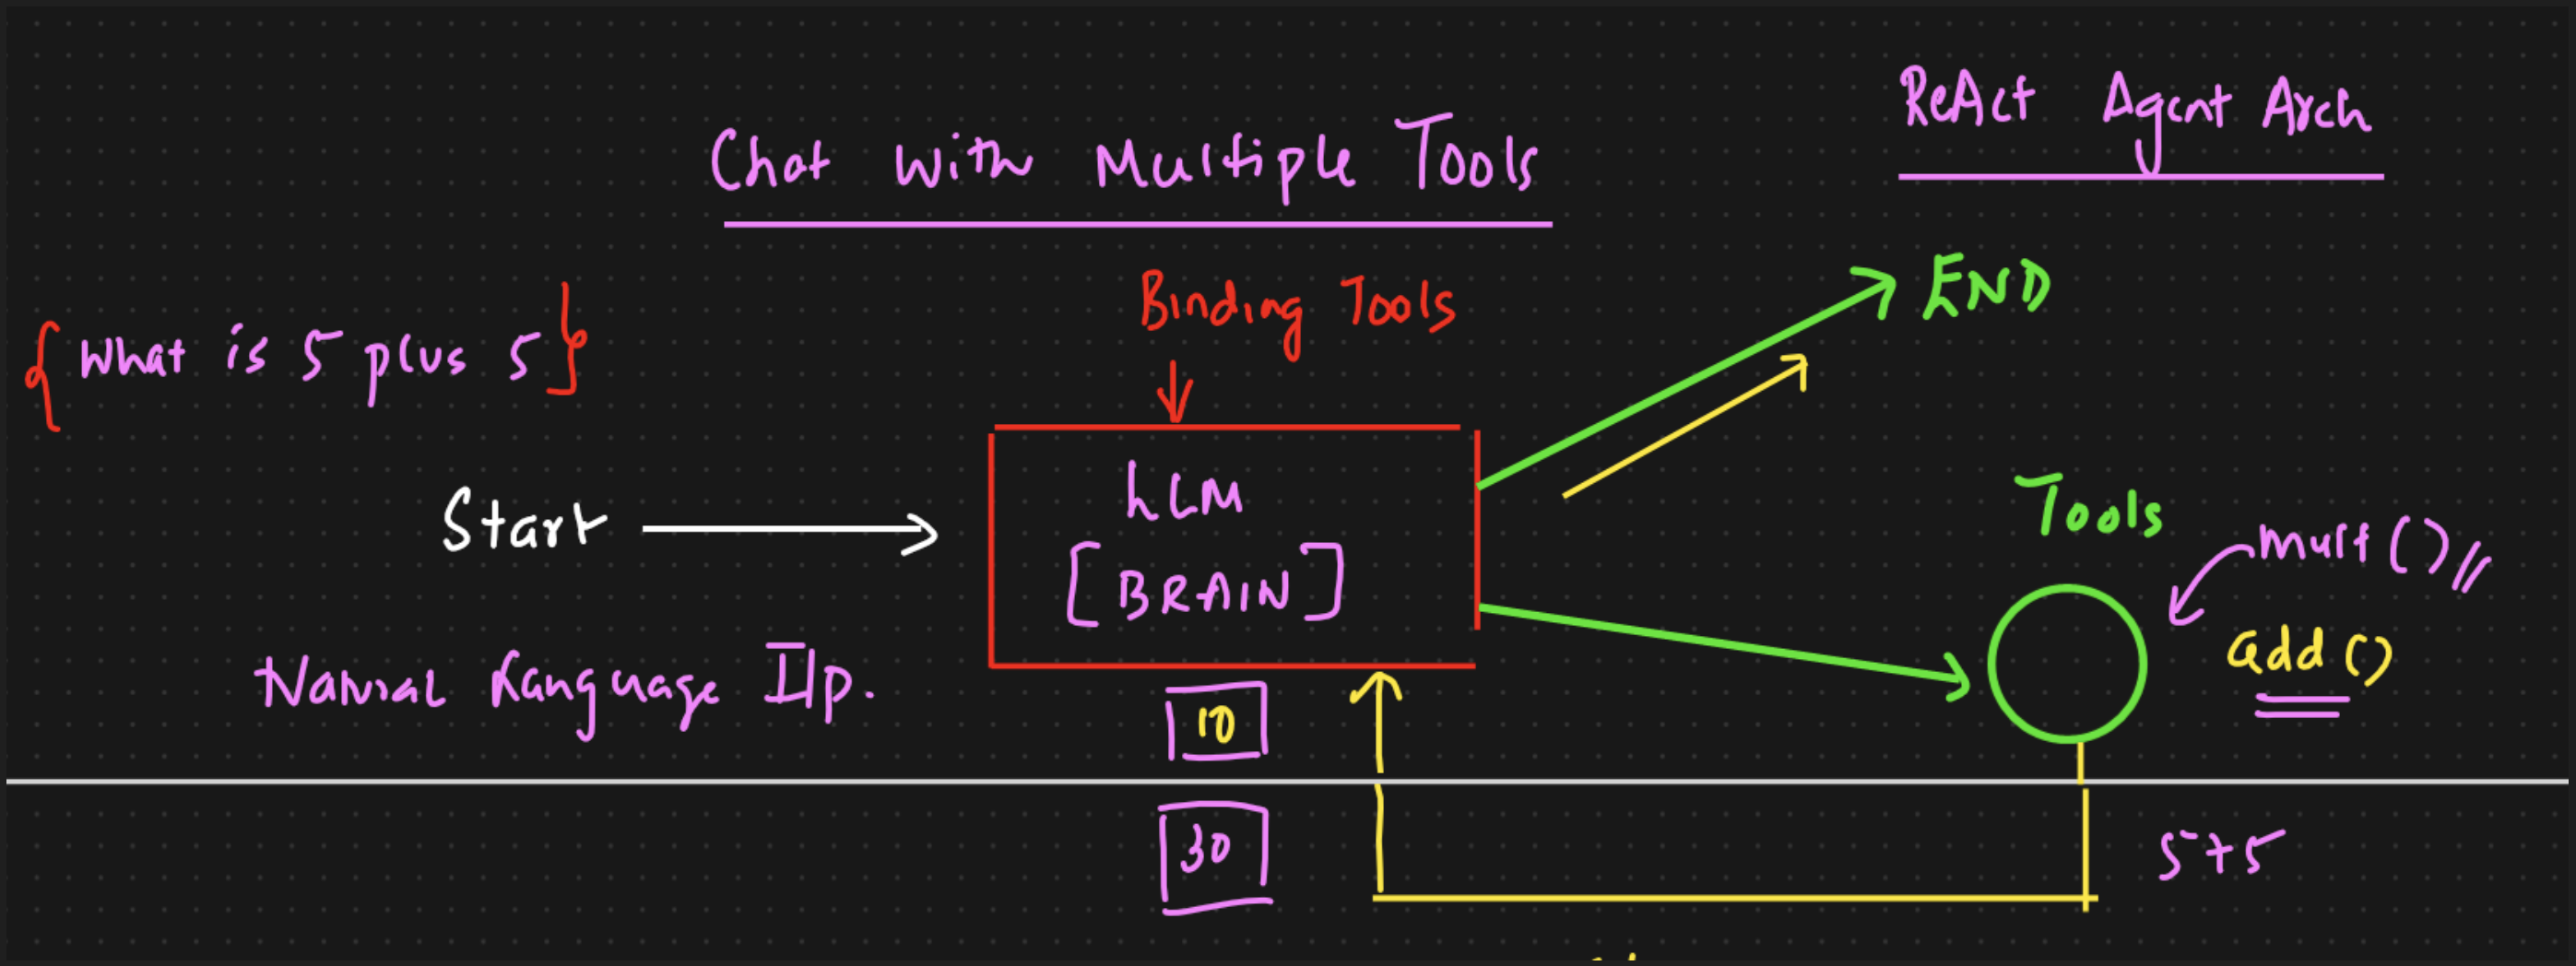 ReAct Agent Arch
Chat With Multiple Tools
Binding Tools
END
{ What is 5 plus 5 }
LLM
[BRAIN]
Start
Tools
mult ()
add ()
Natural Language I/p.
10
30
5+5